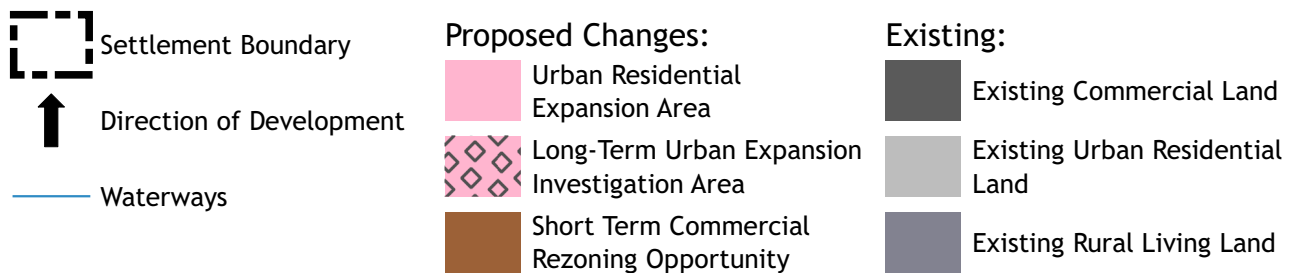 Settlement Boundary
Direction of Development
Waterways
Proposed Changes:
Urban Residential
Expansion Area
Long-Term Urban Expansion
Investigation Area
Short Term Commercial
Rezoning Opportunity
Existing:
Existing Commercial Land
Existing Urban Residential
Land
Existing Rural Living Land